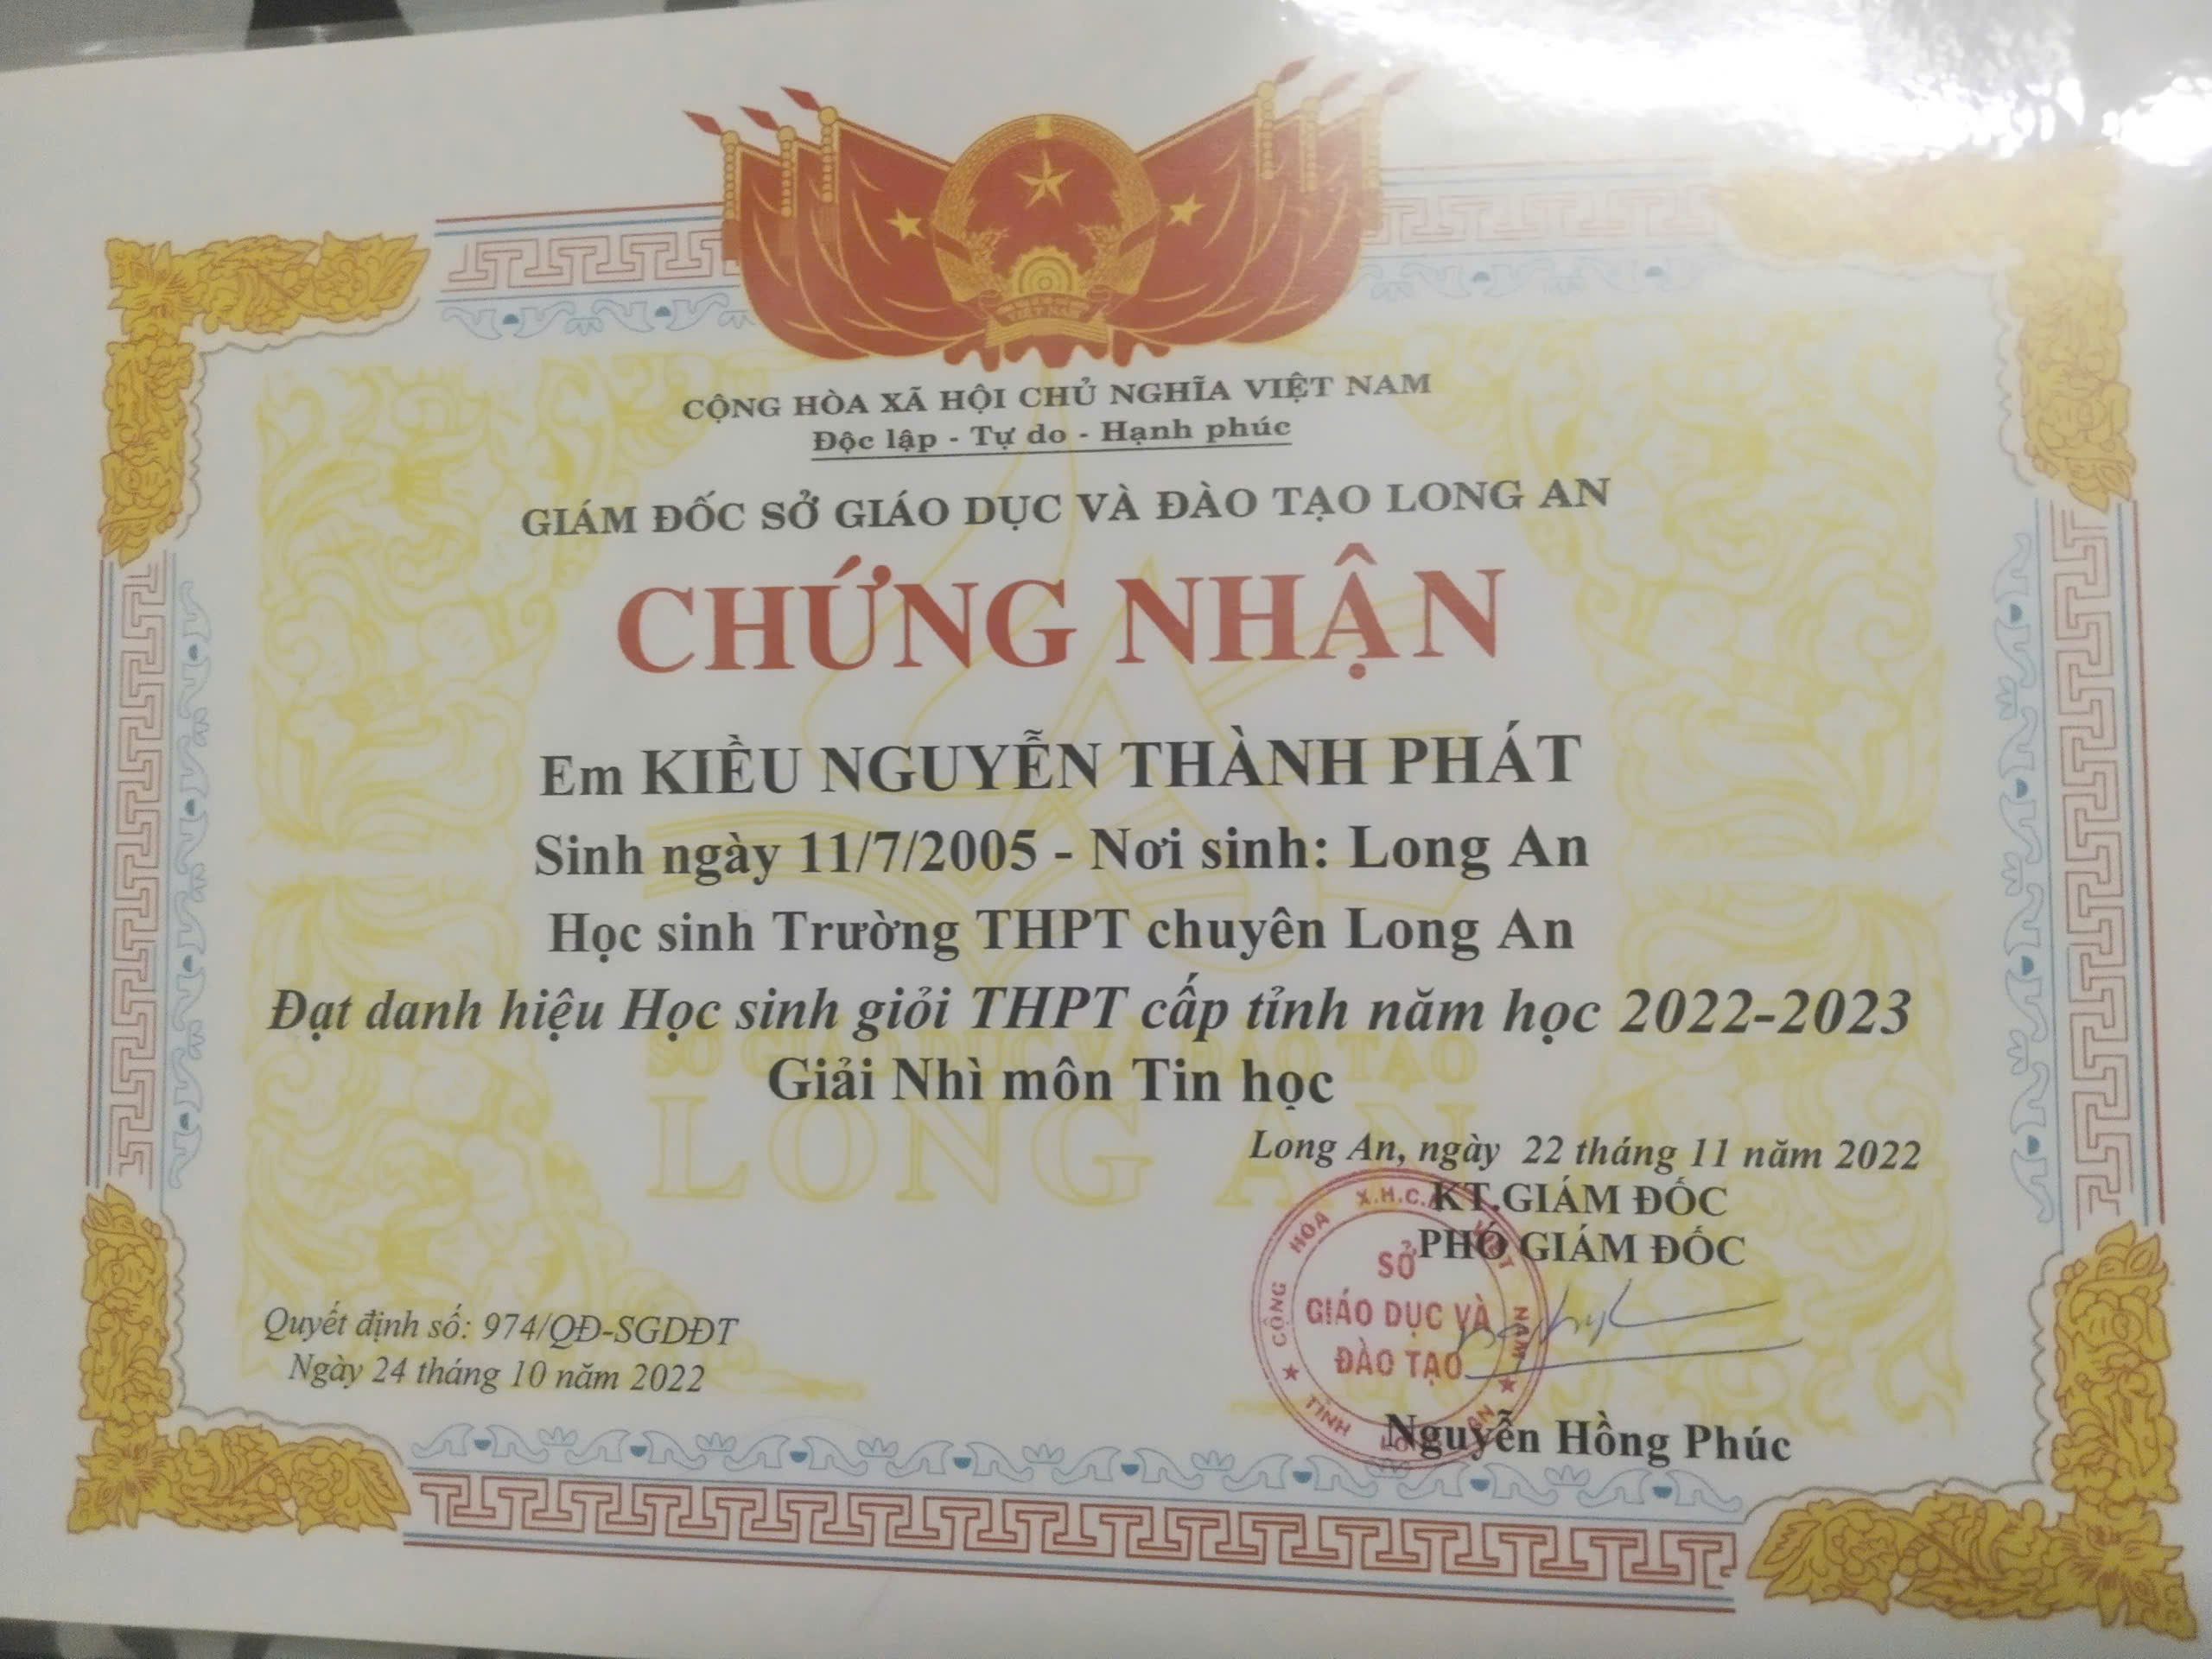 VIỆT NAM
CỘNG HÒA XÃ HỘI CHỦ NGHĨA VIỆT NAM
Độc lập - Tự do - Hạnh phúc
GIÁM ĐỐC SỞ GIÁO DỤC VÀ ĐÀO TẠO LONG AN
CHỨNG NHẬN
Em KIỀU NGUYỄN THÀNH PHÁT
Sinh ngày 11/7/2005 - Nơi sinh: Long An
Học sinh Trường THPT chuyên Long An
Đạt danh hiệu Học sinh giỏi THPT cấp tỉnh năm học 2022-2023
SỞ GIÁO DỤC VÀ ĐÀO TẠO
Giải Nhì môn Tin học
LONG AN
Long An, ngày 22 tháng 11 năm 2022
KT.GIÁM ĐỐC
PHÓ GIÁM ĐỐC
CỘNG HÒA X.H.C. VIỆT NAM
SỞ
GIÁO DỤC VÀ
ĐÀO TẠO
TỈNH LONG AN
Quyết định số: 974/QĐ-SGDĐT
Ngày 24 tháng 10 năm 2022
Nguyễn Hồng Phúc